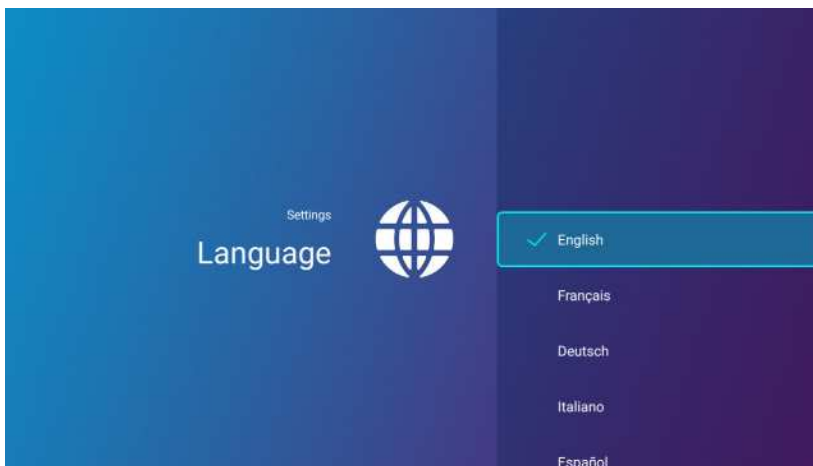 Settings
Language
English
Français
Deutsch
Italiano
Español